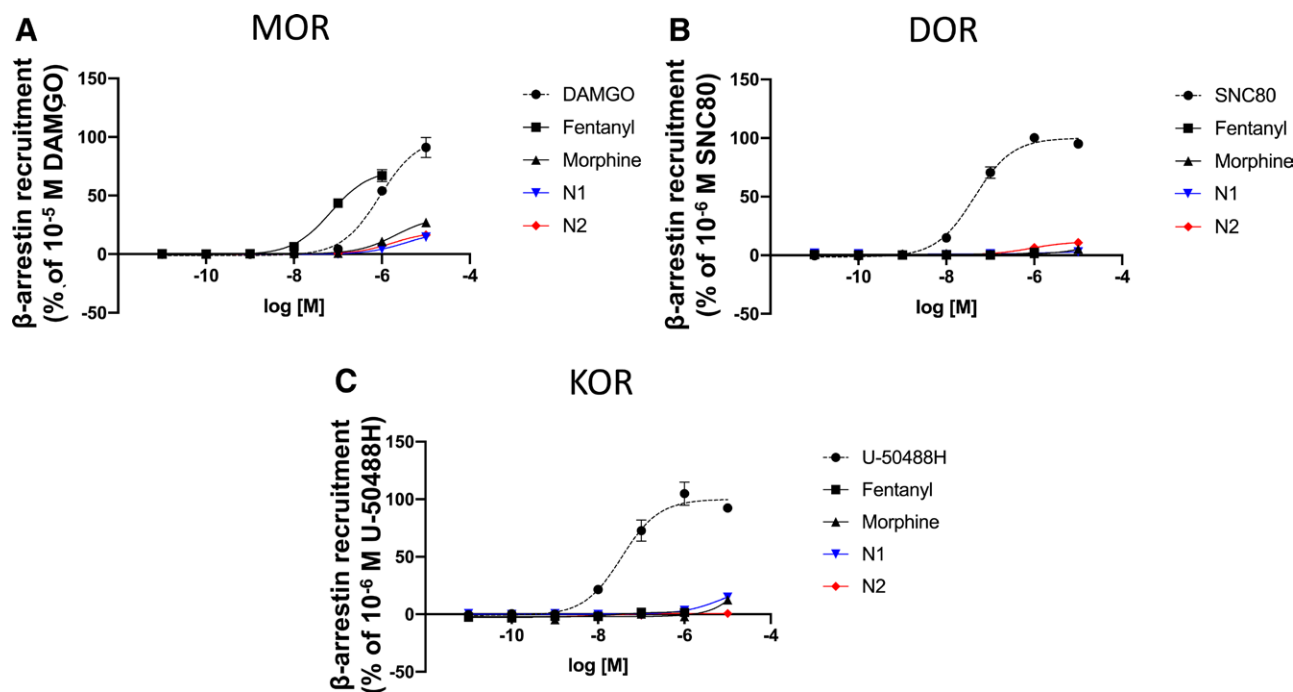 A
MOR
β-arrestin recruitment
(% of 10⁻⁵ M DAMGO)
150
100
50
0
-50
-10
-8
-6
-4
log [M]
DAMGO
Fentanyl
Morphine
N1
N2
B
DOR
β-arrestin recruitment
(% of 10⁻⁶ M SNC80)
150
100
50
0
-50
-10
-8
-6
-4
log [M]
SNC80
Fentanyl
Morphine
N1
N2
C
KOR
β-arrestin recruitment
(% of 10⁻⁶ M U-50488H)
150
100
50
0
-50
-10
-8
-6
-4
log [M]
U-50488H
Fentanyl
Morphine
N1
N2